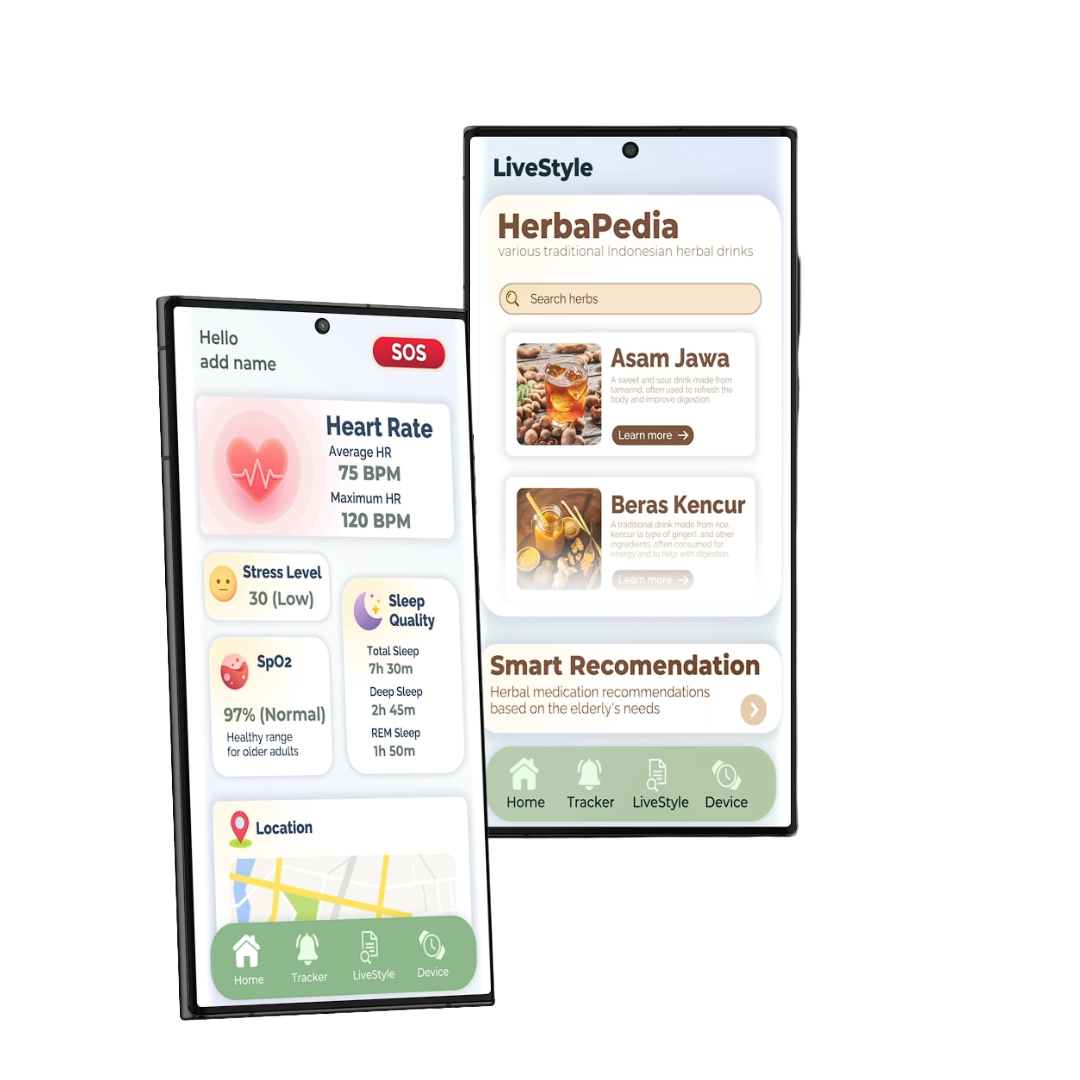 Hello
add name
SOS
Heart Rate
Average HR
75 BPM
Maximum HR
120 BPM
Stress Level
30 (Low)
SpO2
97% (Normal)
Healthy range
for older adults
Sleep
Quality
Total Sleep
7h 30m
Deep Sleep
2h 45m
REM Sleep
1h 50m
Location
Home
Tracker
LiveStyle
Device
LiveStyle
HerbaPedia
various traditional Indonesian herbal drinks
Search herbs
Asam Jawa
A sweet and sour drink made from
tamarind, often used to refresh the
body and improve digestion.
Learn more
Beras Kencur
A traditional drink made from rice,
kencur (a type of ginger), and other
ingredients, often consumed for
energy and to help with digestion.
Learn more
Smart Recomendation
Herbal medication recommendations
based on the elderly's needs
Home
Tracker
LiveStyle
Device